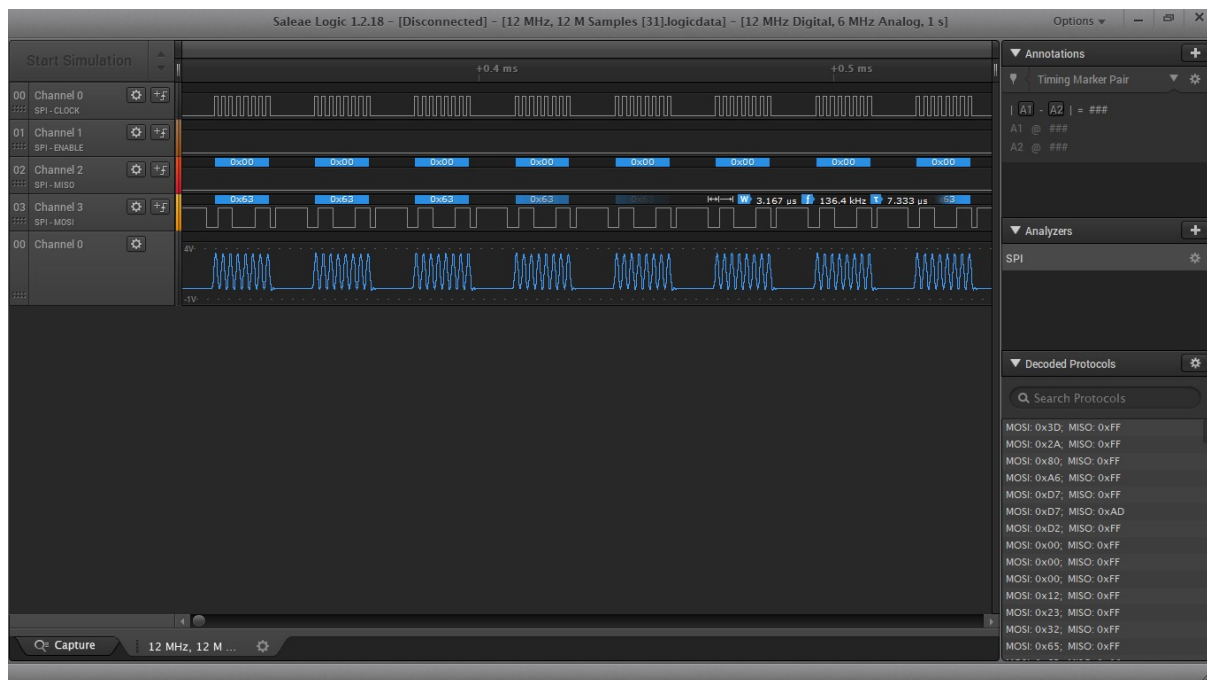 Saleae Logic 1.2.18 - [Disconnected] - [12 MHz, 12 M Samples [31].logicdata] - [12 MHz Digital, 6 MHz Analog, 1 s]
Options
Start Simulation
+0.4 ms
+0.5 ms
00 Channel 0
SPI - CLOCK
01 Channel 1
SPI - ENABLE
02 Channel 2
SPI - MISO
0x00 0x00 0x00 0x00 0x00 0x00 0x00 0x00
03 Channel 3
SPI - MOSI
0x63 0x63 0x63 0x63 W 3.167 µs f 136.4 kHz T 7.333 µs 63
00 Channel 0
4V
-1V
Capture
12 MHz, 12 M ...
Annotations
Timing Marker Pair
| A1 - A2 | = ###
A1 @ ###
A2 @ ###
Analyzers
SPI
Decoded Protocols
Search Protocols
MOSI: 0x3D; MISO: 0xFF
MOSI: 0x2A; MISO: 0xFF
MOSI: 0x80; MISO: 0xFF
MOSI: 0xA6; MISO: 0xFF
MOSI: 0xD7; MISO: 0xFF
MOSI: 0xD7; MISO: 0xAD
MOSI: 0xD2; MISO: 0xFF
MOSI: 0x00; MISO: 0xFF
MOSI: 0x00; MISO: 0xFF
MOSI: 0x00; MISO: 0xFF
MOSI: 0x12; MISO: 0xFF
MOSI: 0x23; MISO: 0xFF
MOSI: 0x32; MISO: 0xFF
MOSI: 0x65; MISO: 0xFF